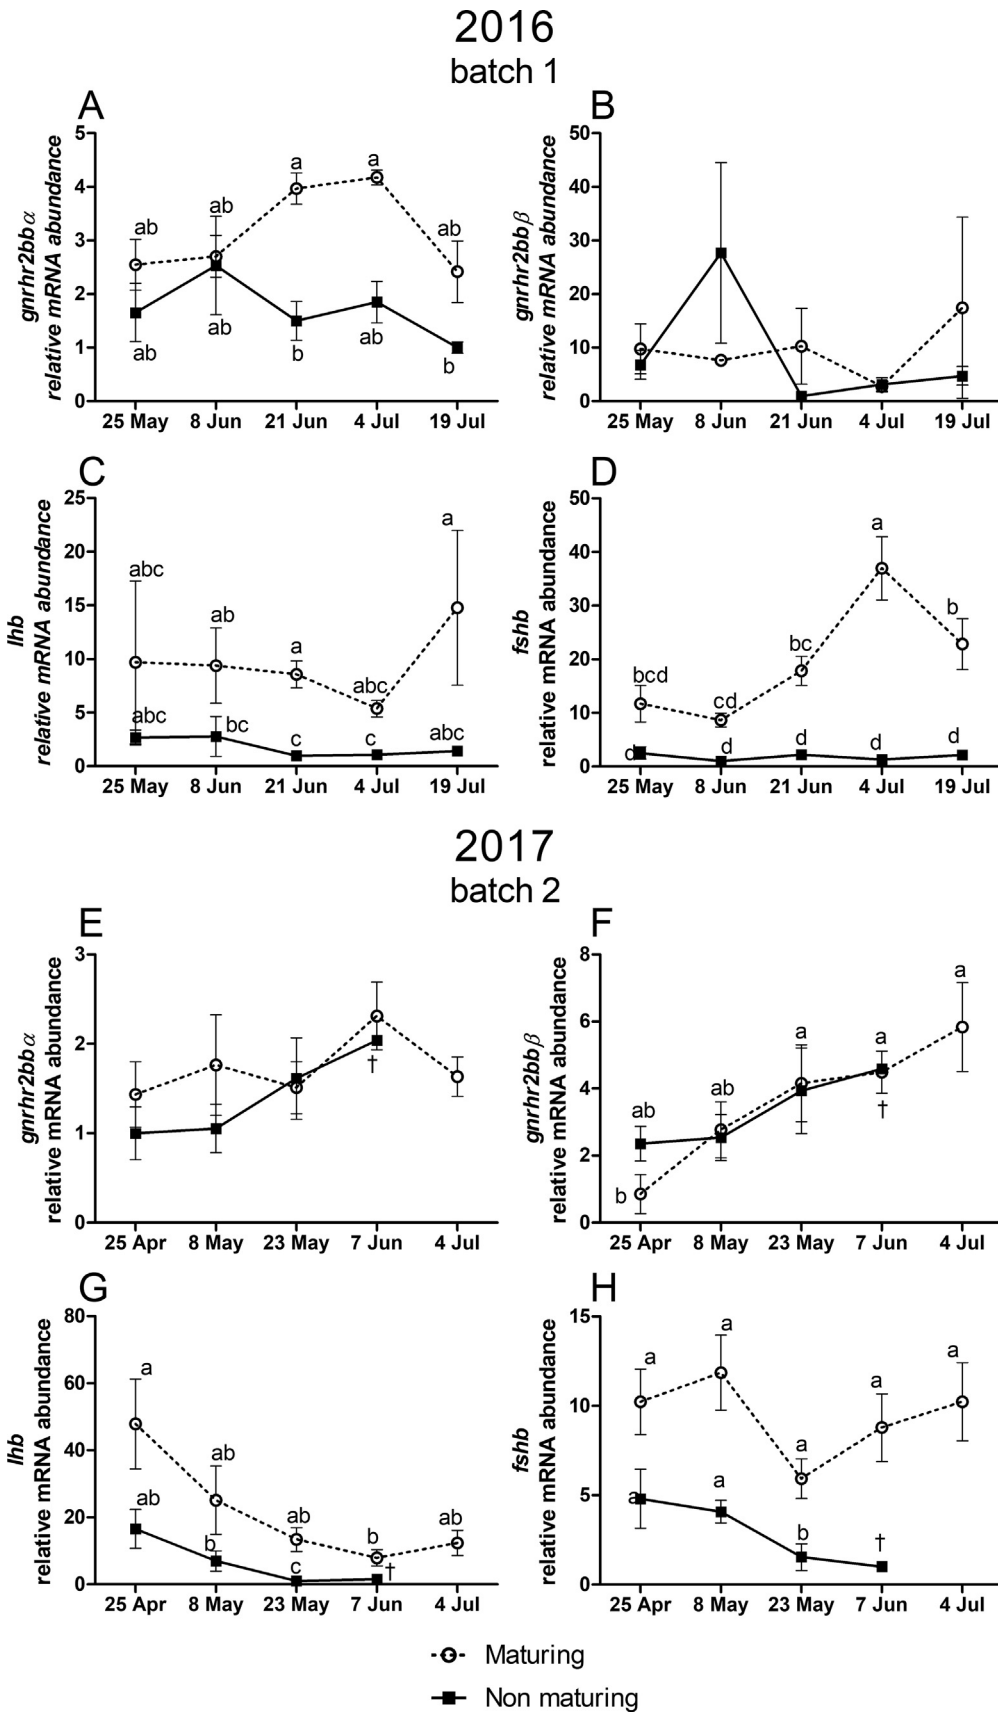 2016
batch 1
A
gnrhr2bbα
relative mRNA abundance
5
4
3
2
1
0
ab
ab
a
a
ab
ab
ab
b
ab
b
25 May 8 Jun 21 Jun 4 Jul 19 Jul
B
gnrhr2bbβ
relative mRNA abundance
50
40
30
20
10
0
25 May 8 Jun 21 Jun 4 Jul 19 Jul
C
lhb
relative mRNA abundance
25
20
15
10
5
0
abc
ab
a
abc
a
abc
bc
c
c
abc
25 May 8 Jun 21 Jun 4 Jul 19 Jul
D
fshb
relative mRNA abundance
50
40
30
20
10
0
bcd
cd
bc
a
b
d
d
d
d
d
25 May 8 Jun 21 Jun 4 Jul 19 Jul
2017
batch 2
E
gnrhr2bbα
relative mRNA abundance
3
2
1
0
†
25 Apr 8 May 23 May 7 Jun 4 Jul
F
gnrhr2bbβ
relative mRNA abundance
8
6
4
2
0
ab
ab
a
a
a
b
†
25 Apr 8 May 23 May 7 Jun 4 Jul
G
lhb
relative mRNA abundance
80
60
40
20
0
a
ab
ab
b
ab
ab
b
c
†
25 Apr 8 May 23 May 7 Jun 4 Jul
H
fshb
relative mRNA abundance
15
10
5
0
a
a
a
a
a
a
a
b
†
25 Apr 8 May 23 May 7 Jun 4 Jul
Maturing
Non maturing